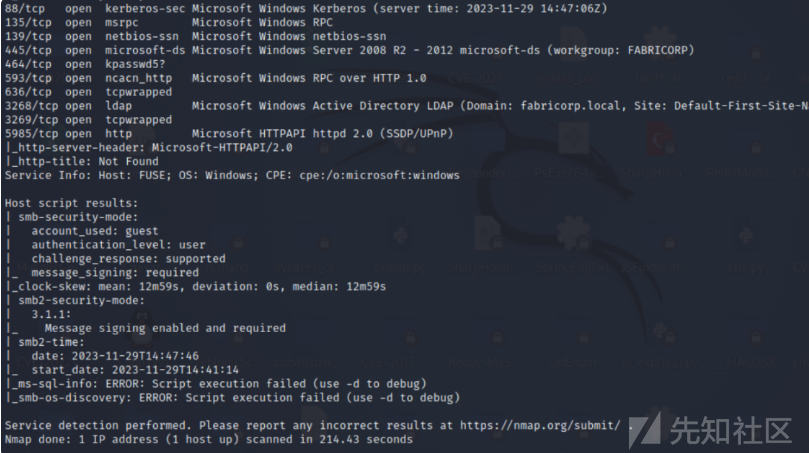 88/tcp   open  kerberos-sec Microsoft Windows Kerberos (server time: 2023-11-29 14:47:06Z)
135/tcp  open  msrpc        Microsoft Windows RPC
139/tcp  open  netbios-ssn  Microsoft Windows netbios-ssn
445/tcp  open  microsoft-ds Microsoft Windows Server 2008 R2 - 2012 microsoft-ds (workgroup: FABRICORP)
464/tcp  open  kpasswd5?
593/tcp  open  ncacn_http   Microsoft Windows RPC over HTTP 1.0
636/tcp  open  tcpwrapped
3268/tcp open  ldap         Microsoft Windows Active Directory LDAP (Domain: fabricorp.local, Site: Default-First-Site-N
3269/tcp open  tcpwrapped
5985/tcp open  http         Microsoft HTTPAPI httpd 2.0 (SSDP/UPnP)
|_http-server-header: Microsoft-HTTPAPI/2.0
|_http-title: Not Found
Service Info: Host: FUSE; OS: Windows; CPE: cpe:/o:microsoft:windows
Host script results:
| smb-security-mode:
|   account_used: guest
|   authentication_level: user
|   challenge_response: supported
|_  message_signing: required
|_clock-skew: mean: 12m59s, deviation: 0s, median: 12m59s
| smb2-security-mode:
|   3.1.1:
|_    Message signing enabled and required
| smb2-time:
|   date: 2023-11-29T14:47:46
|_  start_date: 2023-11-29T14:41:14
|_ms-sql-info: ERROR: Script execution failed (use -d to debug)
|_smb-os-discovery: ERROR: Script execution failed (use -d to debug)
Service detection performed. Please report any incorrect results at https://nmap.org/submit/ .
Nmap done: 1 IP address (1 host up) scanned in 214.43 seconds
先知社区